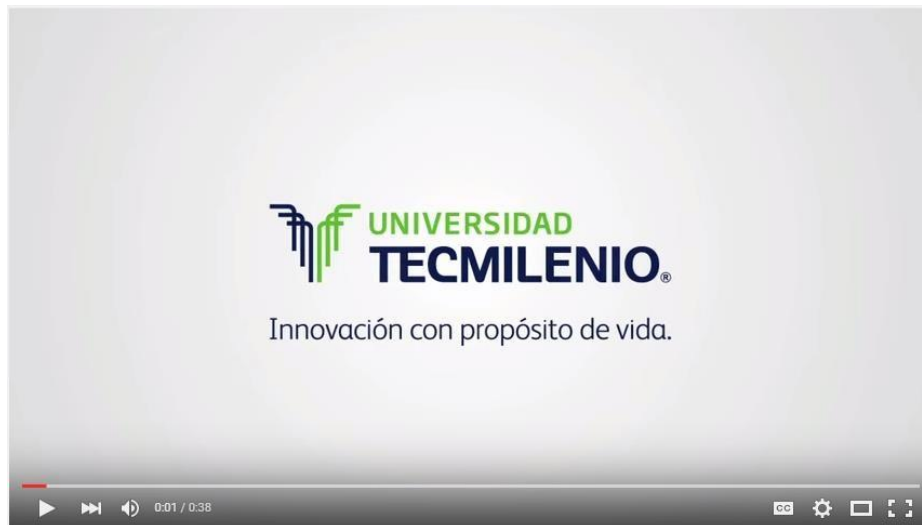 UNIVERSIDAD
TECMILENIO®
Innovación con propósito de vida.
0:01 / 0:38
CC